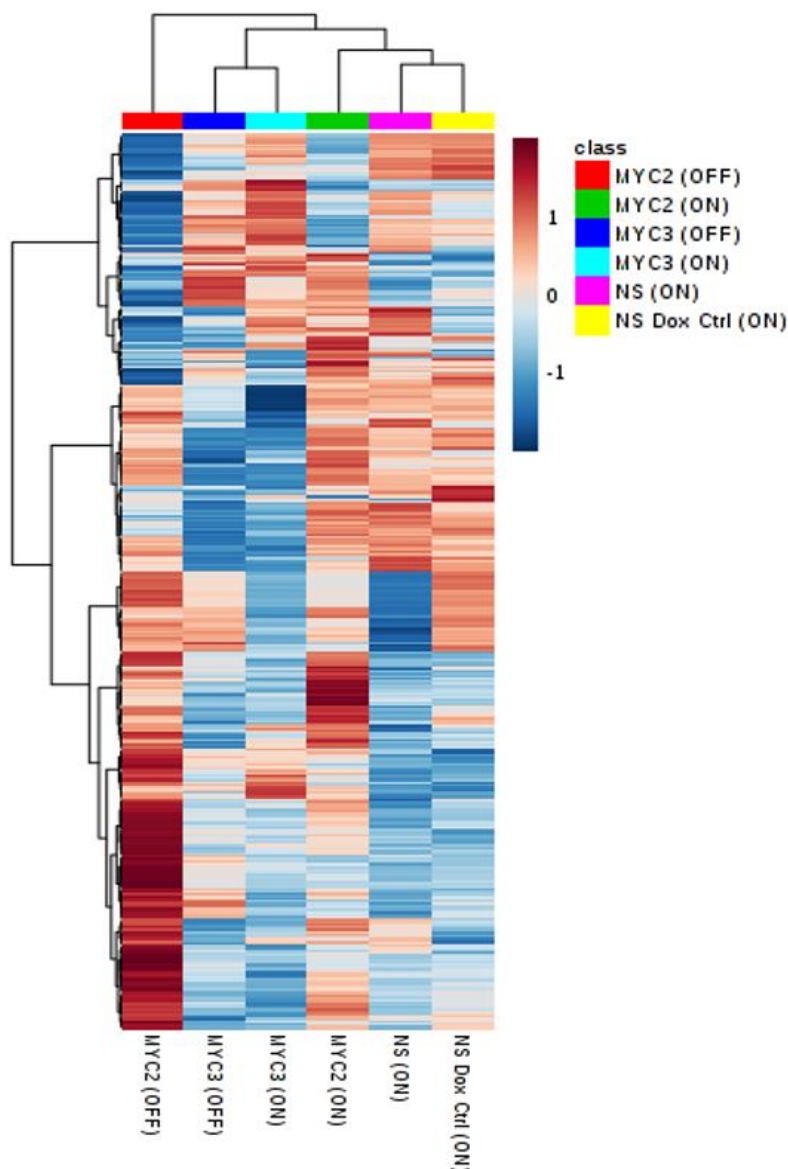 class
MYC2 (OFF)
MYC2 (ON)
MYC3 (OFF)
MYC3 (ON)
NS (ON)
NS Dox Ctrl (ON)
1
0
-1
MYC2 (OFF)
MYC3 (OFF)
MYC3 (ON)
MYC2 (ON)
NS (ON)
NS Dox Ctrl (ON)